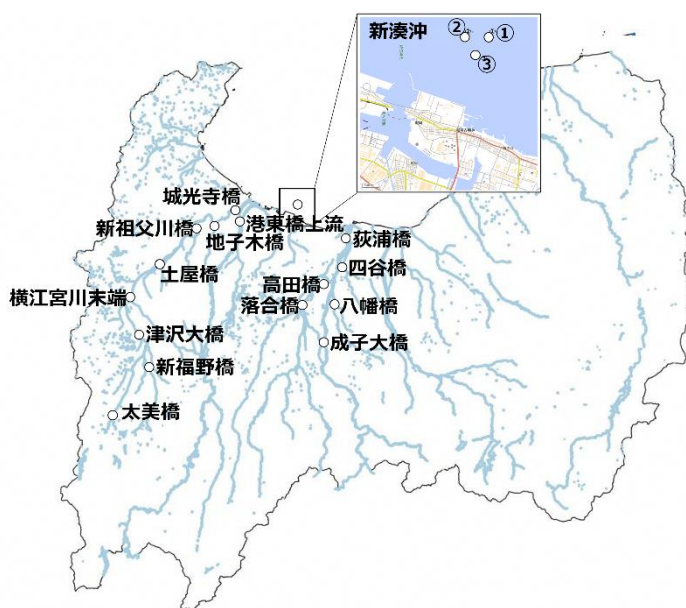 新湊沖
②
①
③
城光寺橋
港東橋上流
新祖父川橋
地子木橋
荻浦橋
土屋橋
四谷橋
高田橋
横江宮川末端
落合橋
八幡橋
津沢大橋
成子大橋
新福野橋
太美橋